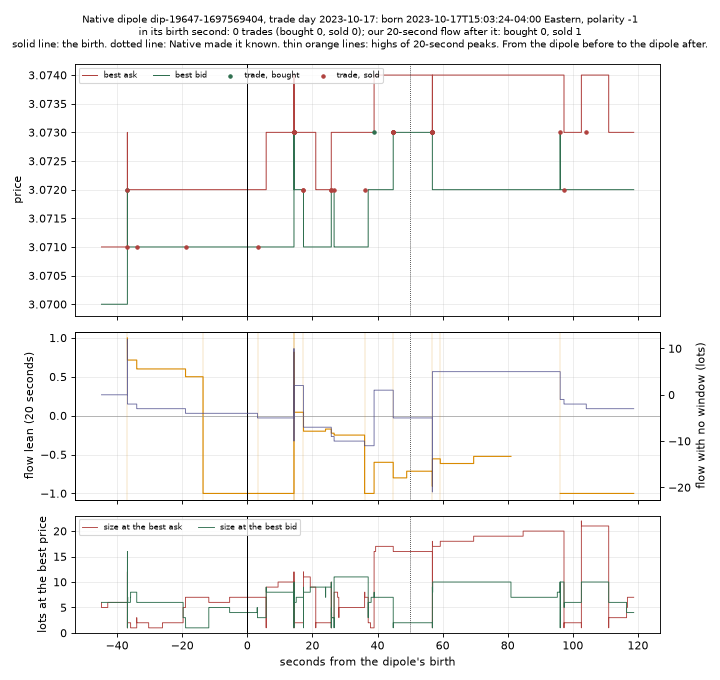 Native dipole dip-19647-1697569404, trade day 2023-10-17: born 2023-10-17T15:03:24-04:00 Eastern, polarity -1
in its birth second: 0 trades (bought 0, sold 0); our 20-second flow after it: bought 0, sold 1
solid line: the birth. dotted line: Native made it known. thin orange lines: highs of 20-second peaks. From the dipole before to the dipole after.
best ask best bid trade, bought trade, sold
3.0740
3.0735
3.0730
3.0725
3.0720
3.0715
3.0710
3.0705
3.0700
price
1.0
0.5
0.0
−0.5
−1.0
flow lean (20 seconds)
10
0
−10
−20
flow with no window (lots)
size at the best ask size at the best bid
20
15
10
5
0
lots at the best price
−40 −20 0 20 40 60 80 100 120
seconds from the dipole's birth